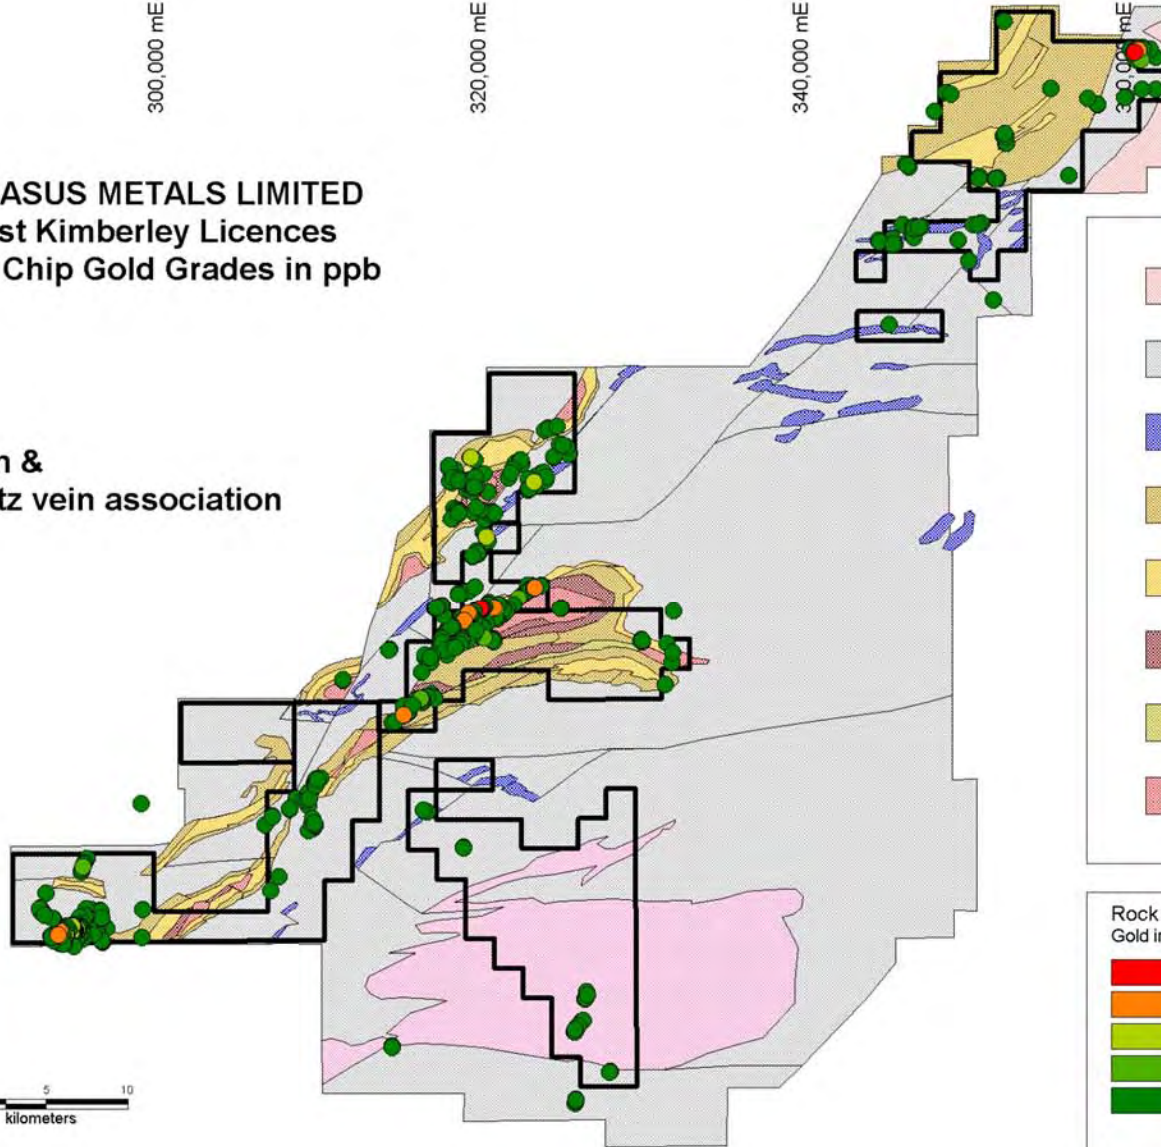 300,000 mE
320,000 mE
340,000 mE
ASUS METALS LIMITED
st Kimberley Licences
Chip Gold Grades in ppb
n &
tz vein association
5 10
kilometers
Rock
Gold in